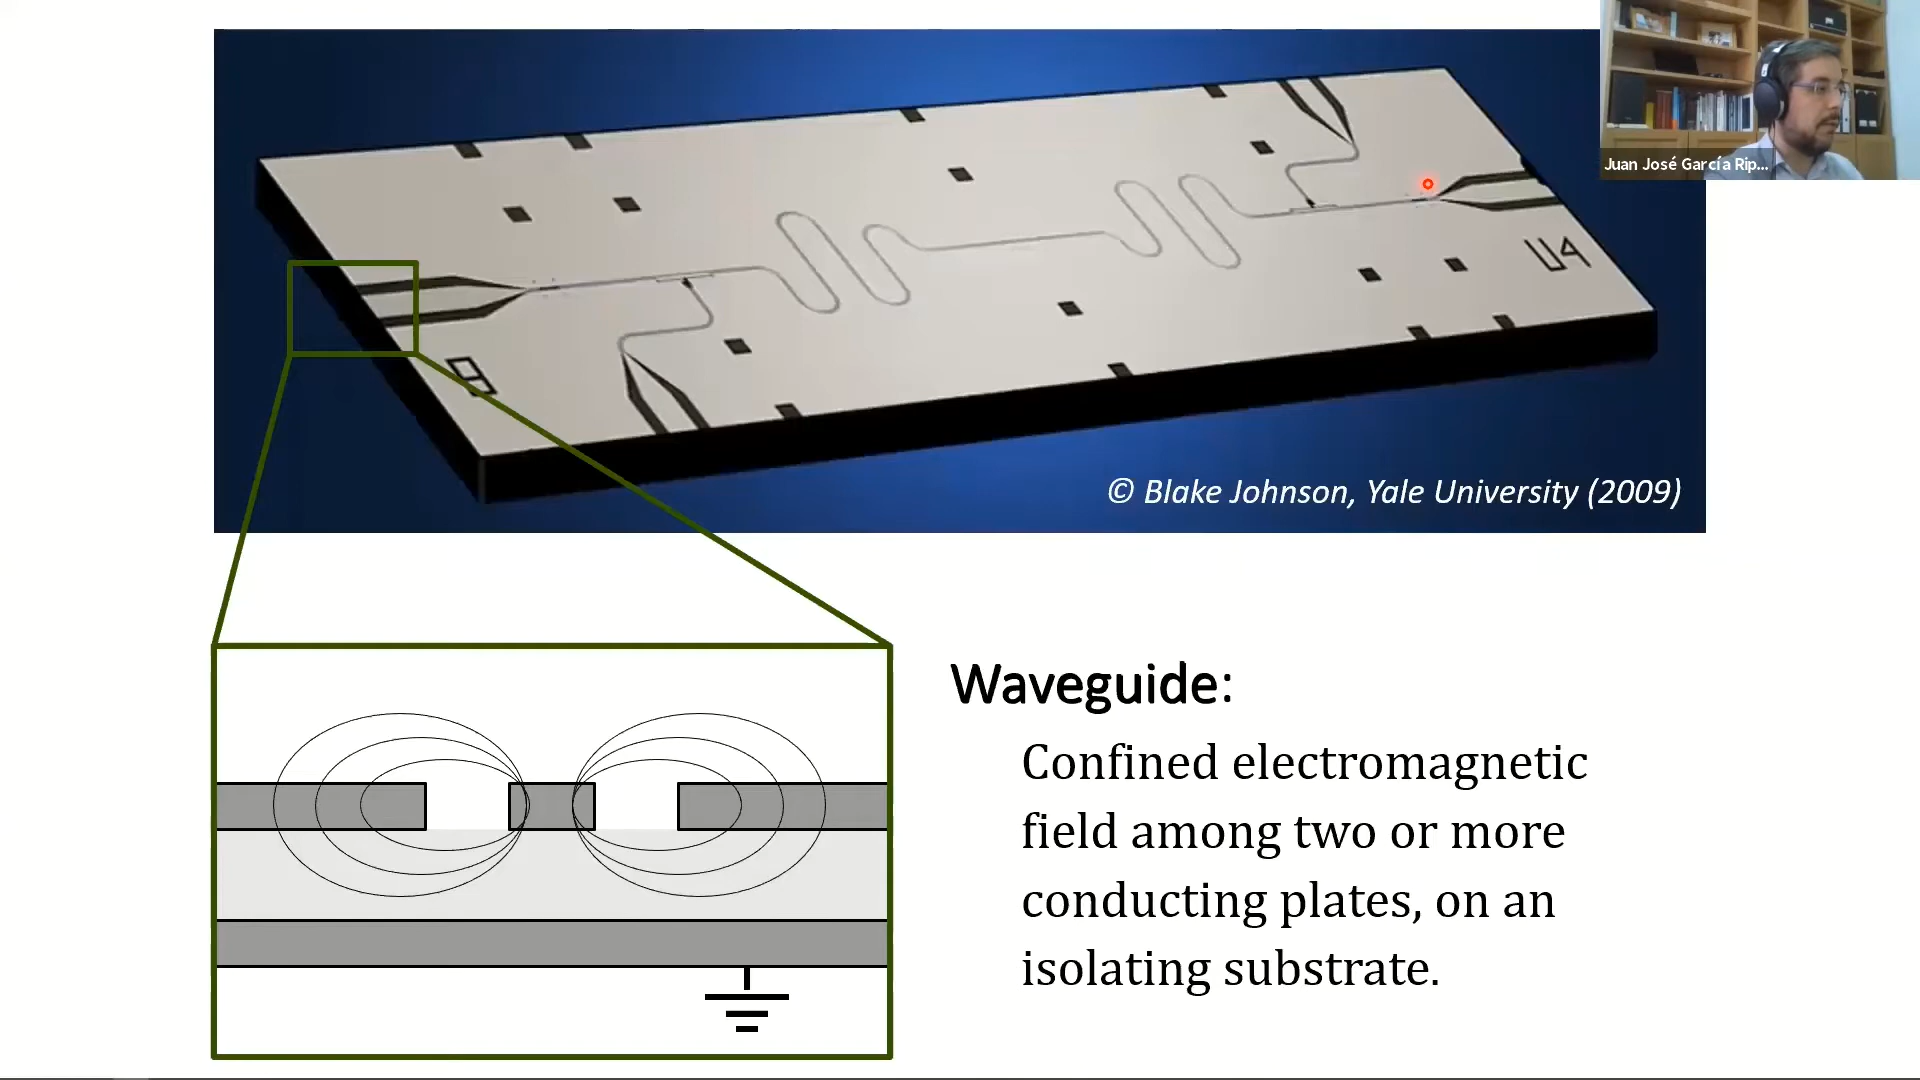 Juan José García Rip...
U4
9
© Blake Johnson, Yale University (2009)
Waveguide:
Confined electromagnetic
field among two or more
conducting plates, on an
isolating substrate.